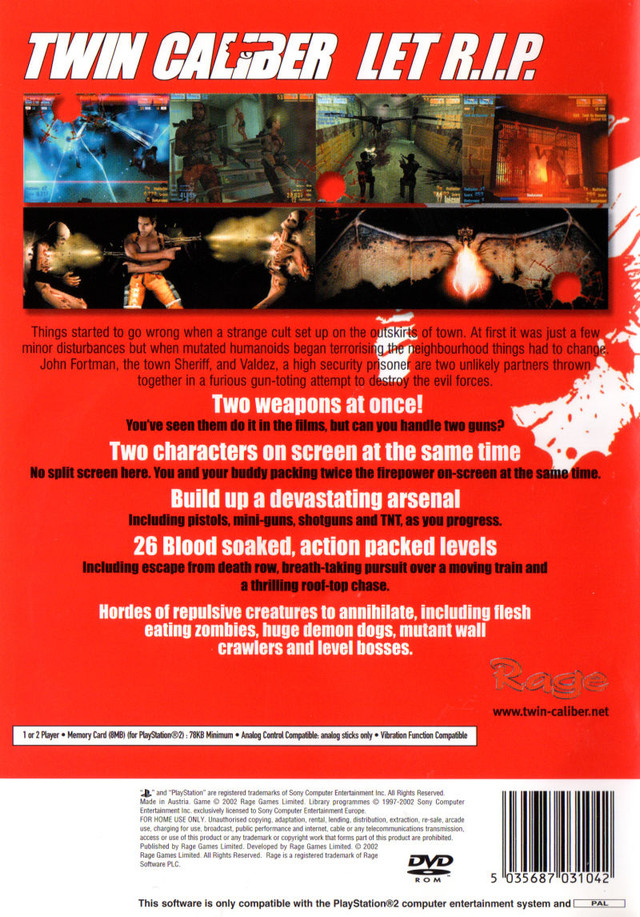 TWIN CALIBER LET R.I.P.
Things started to go wrong when a strange cult set up on the outskirts of town. At first it was just a few
minor disturbances but when mutated humanoids began terrorising the neighbourhood things had to change.
John Fortman, the town Sheriff, and Valdez, a high security prisoner are two unlikely partners thrown
together in a furious gun-toting attempt to destroy the evil forces.
Two weapons at once!
You've seen them do it in the films, but can you handle two guns?
Two characters on screen at the same time
No split screen here. You and your buddy packing twice the firepower on-screen at the same time.
Build up a devastating arsenal
Including pistols, mini-guns, shotguns and TNT, as you progress.
26 Blood soaked, action packed levels
Including escape from death row, breath-taking pursuit over a moving train and
a thrilling roof-top chase.
Hordes of repulsive creatures to annihilate, including flesh
eating zombies, huge demon dogs, mutant wall
crawlers and level bosses.
Rage
www.twin-caliber.net
1 or 2 Player • Memory Card (8MB) (for PlayStation®2) : 78KB Minimum • Analog Control Compatible: analog sticks only • Vibration Function Compatible
" " and "PlayStation" are registered trademarks of Sony Computer Entertainment Inc. All Rights Reserved.
Made in Austria. Game © 2002 Rage Games Limited. Library programmes © 1997-2002 Sony Computer
Entertainment Inc. exclusively licensed to Sony Computer Entertainment Europe.
FOR HOME USE ONLY. Unauthorised copying, adaptation, rental, lending, distribution, extraction, re-sale, arcade
use, charging for use, broadcast, public performance and internet, cable or any telecommunications transmission,
access or use of this product or any trademark or copyright work that forms part of this product are prohibited.
Published by Rage Games Limited. Developed by Rage Games Limited. © 2002
Rage Games Limited. All Rights Reserved. Rage is a registered trademark of Rage
Software PLC.
DVD
ROM
5 035687 031042
This software is only compatible with the PlayStation®2 computer entertainment system and PAL